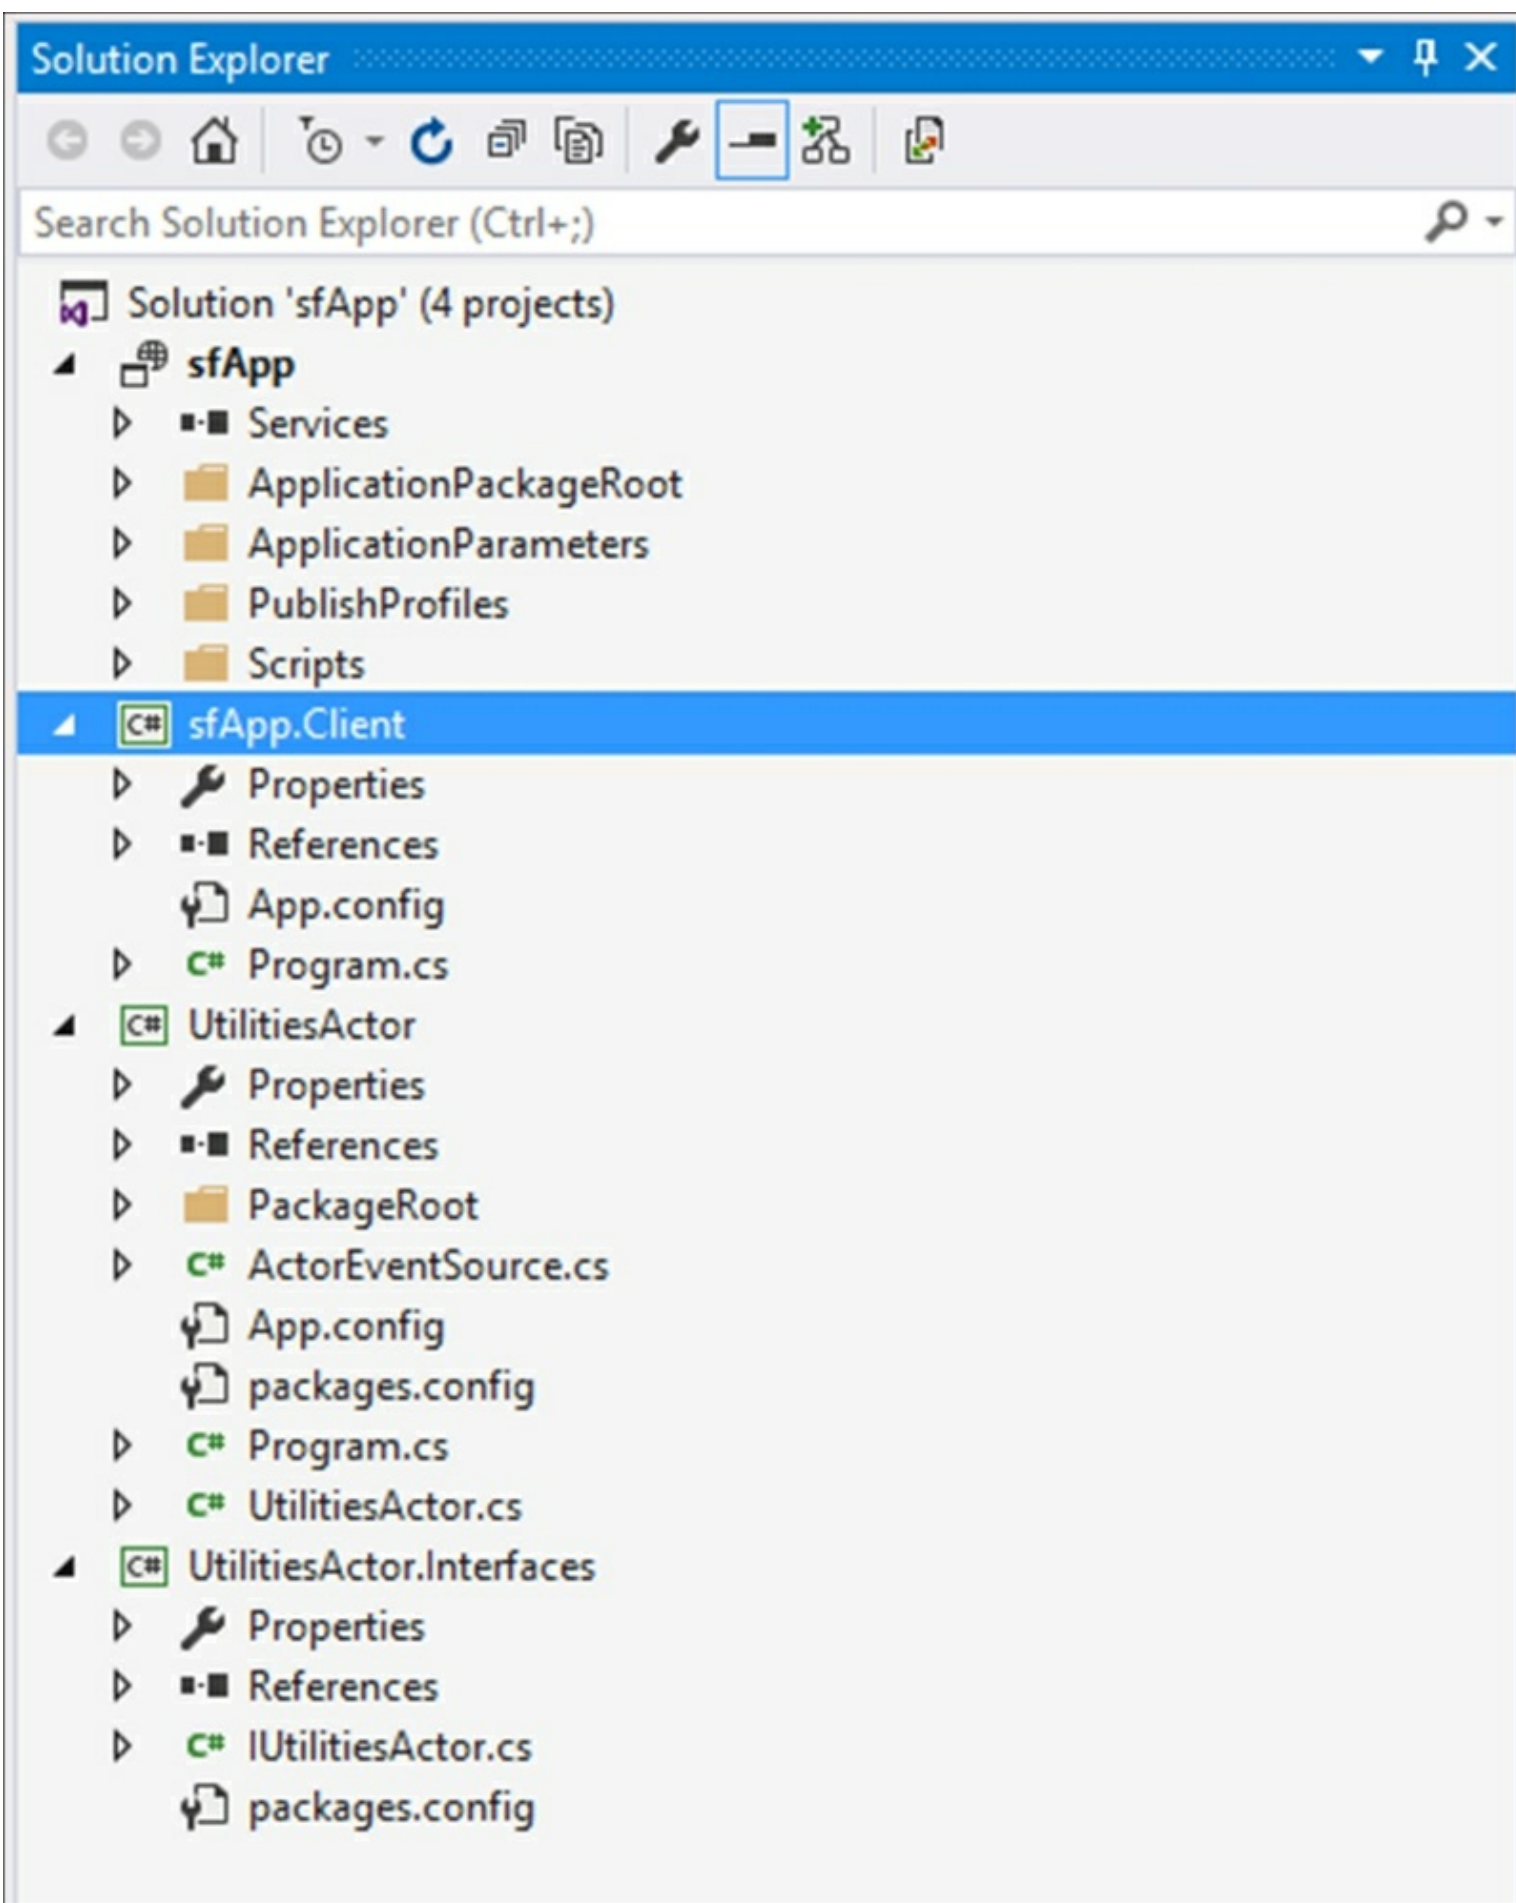 Solution Explorer
Search Solution Explorer (Ctrl+;)
Solution 'sfApp' (4 projects)
sfApp
Services
ApplicationPackageRoot
ApplicationParameters
PublishProfiles
Scripts
C# sfApp.Client
Properties
References
App.config
C# Program.cs
C# UtilitiesActor
Properties
References
PackageRoot
C# ActorEventSource.cs
App.config
packages.config
C# Program.cs
C# UtilitiesActor.cs
C# UtilitiesActor.Interfaces
Properties
References
C# IUtilitiesActor.cs
packages.config